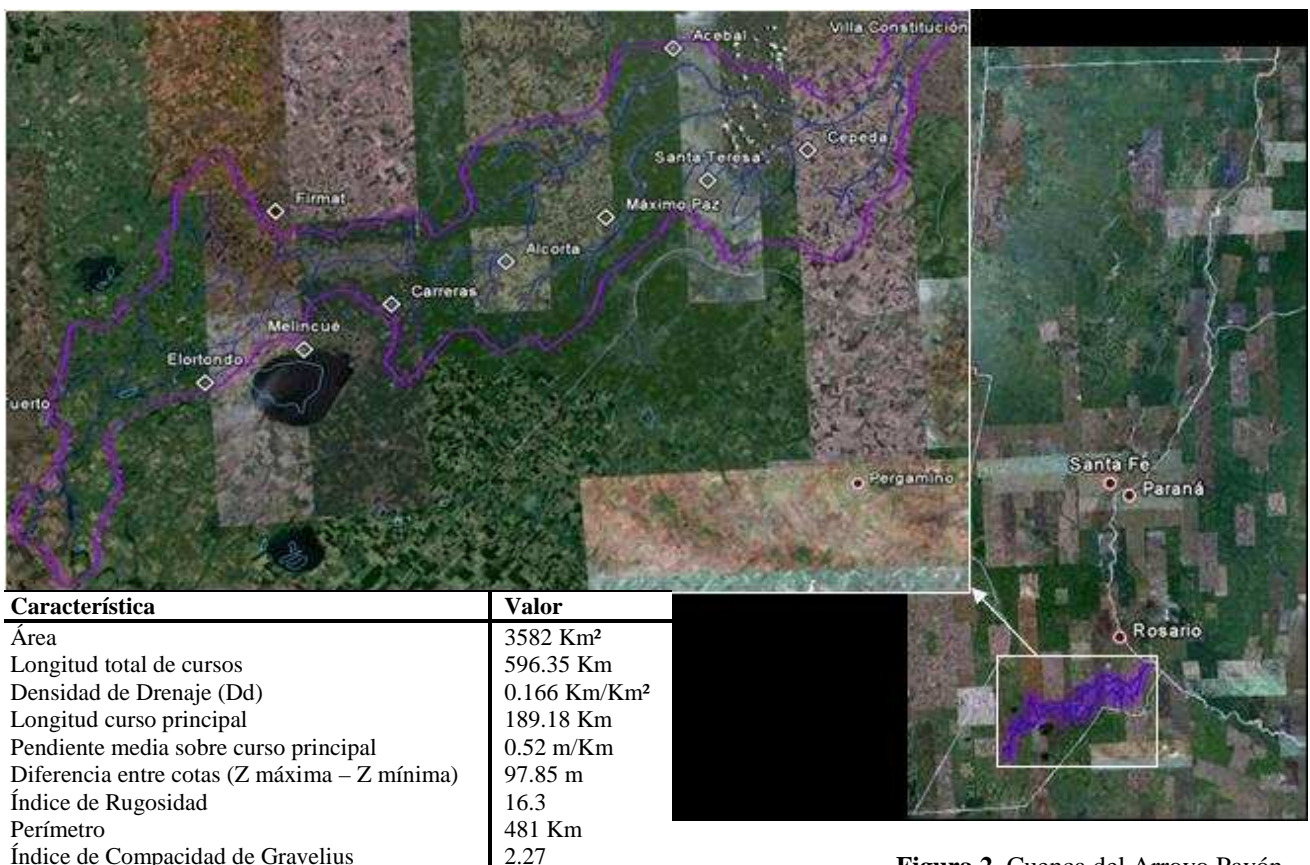 Acebal
Villa Constitución
Cepeda
Santa Teresa
Firmat
Máximo Paz
Alcorta
Carreras
Melincué
Elortondo
uerto
Pergamino
Santa Fé
Paraná
Rosario
Característica Valor
Área 3582 Km²
Longitud total de cursos 596.35 Km
Densidad de Drenaje (Dd) 0.166 Km/Km²
Longitud curso principal 189.18 Km
Pendiente media sobre curso principal 0.52 m/Km
Diferencia entre cotas (Z máxima – Z mínima) 97.85 m
Índice de Rugosidad 16.3
Perímetro 481 Km
Índice de Compacidad de Gravelius 2.27
Figura 2. Cuenca del Arroyo Pavón